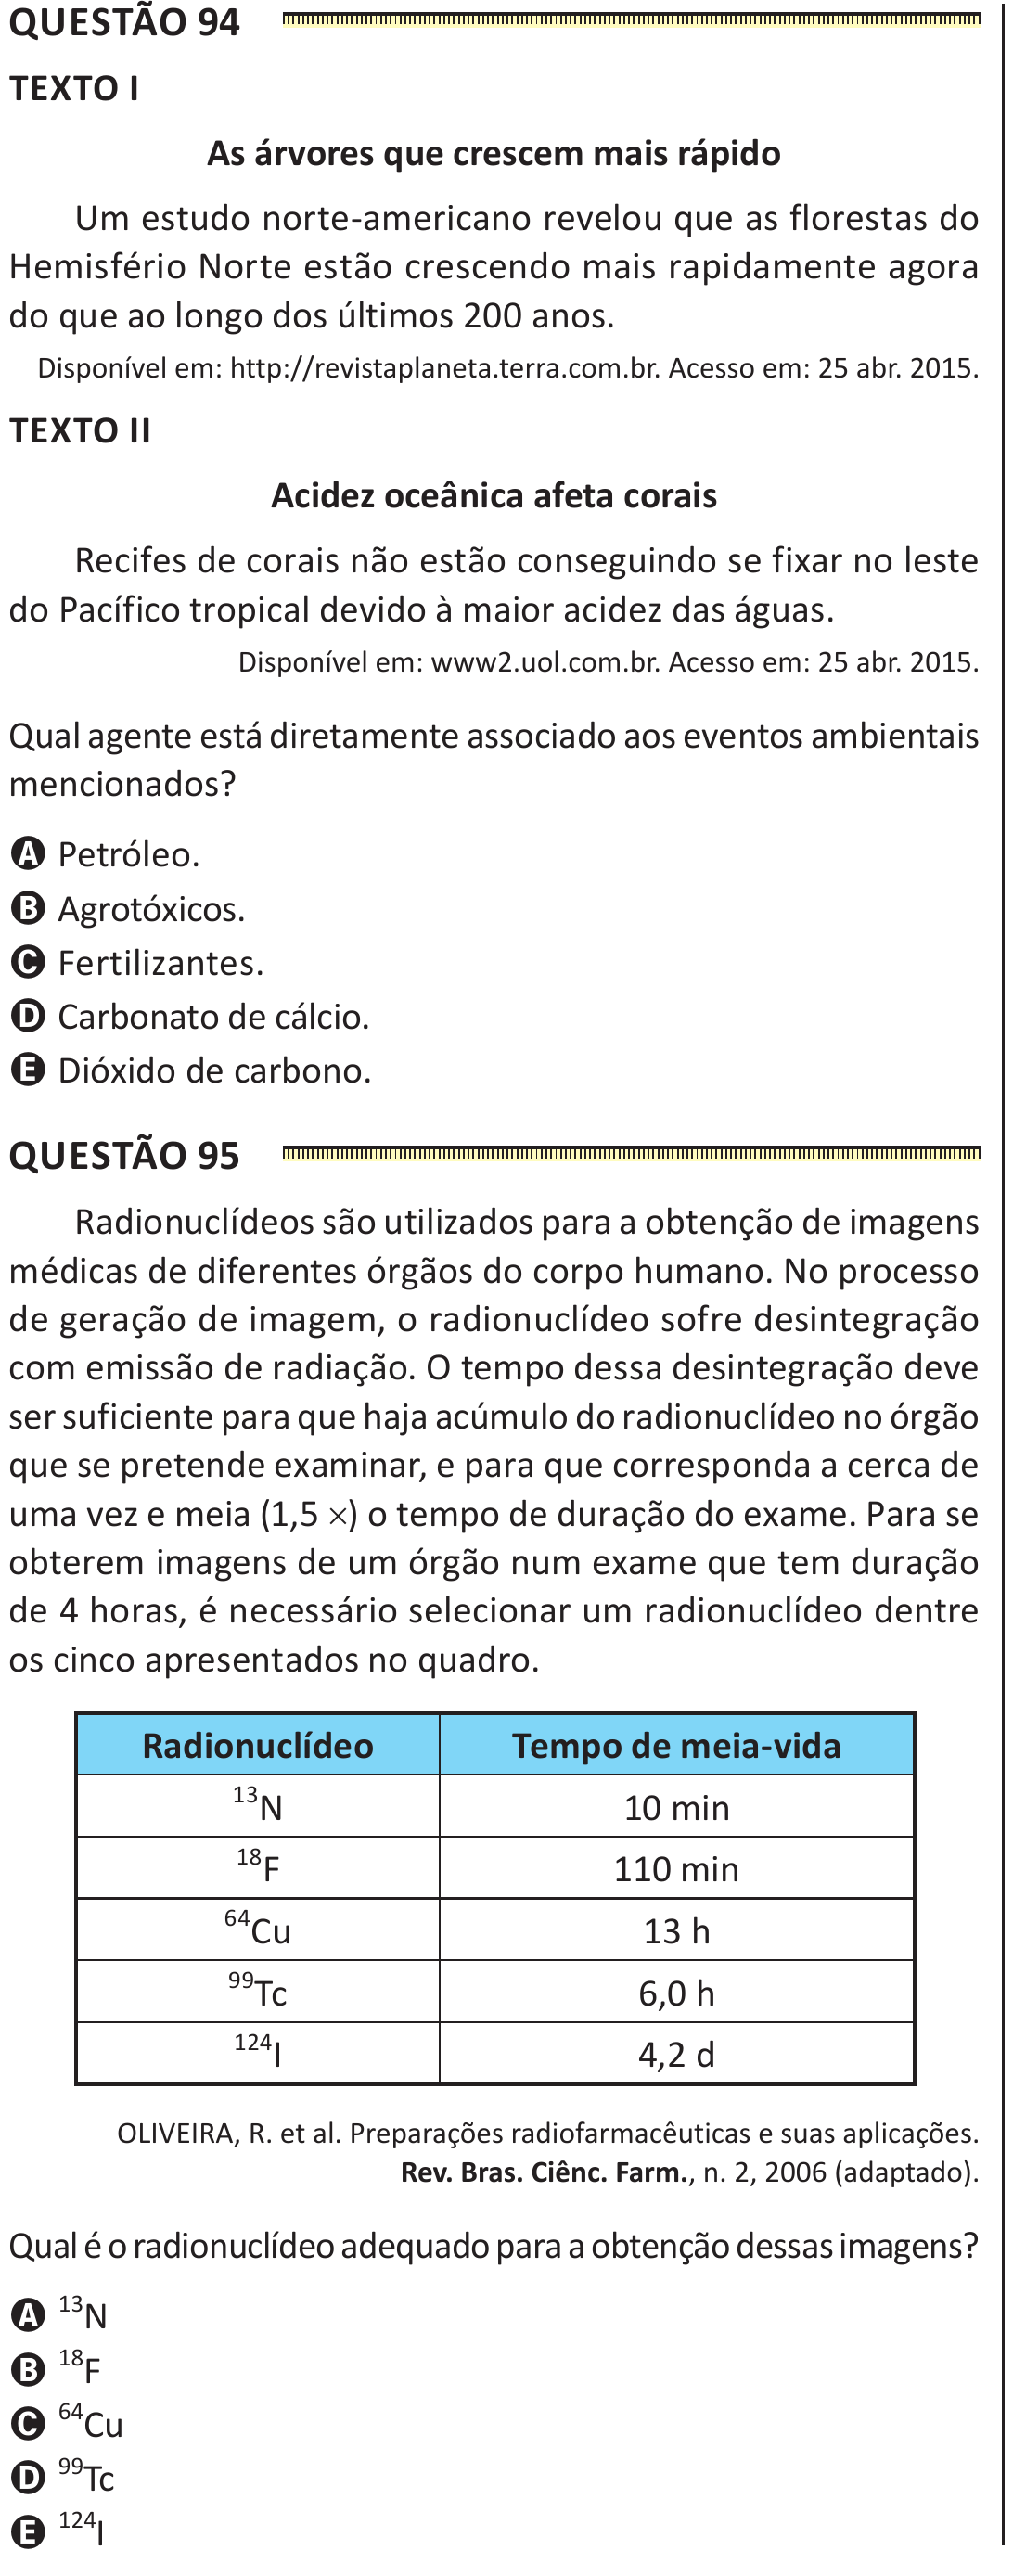 QUESTÃO 94
TEXTO I
As árvores que crescem mais rápido
Um estudo norte-americano revelou que as florestas do
Hemisfério Norte estão crescendo mais rapidamente agora
do que ao longo dos últimos 200 anos.
Disponível em: http://revistaplaneta.terra.com.br. Acesso em: 25 abr. 2015.
TEXTO II
Acidez oceânica afeta corais
Recifes de corais não estão conseguindo se fixar no leste
do Pacífico tropical devido à maior acidez das águas.
Disponível em: www2.uol.com.br. Acesso em: 25 abr. 2015.
Qual agente está diretamente associado aos eventos ambientais
mencionados?
A Petróleo.
B Agrotóxicos.
C Fertilizantes.
D Carbonato de cálcio.
E Dióxido de carbono.
QUESTÃO 95
Radionuclídeos são utilizados para a obtenção de imagens
médicas de diferentes órgãos do corpo humano. No processo
de geração de imagem, o radionuclídeo sofre desintegração
com emissão de radiação. O tempo dessa desintegração deve
ser suficiente para que haja acúmulo do radionuclídeo no órgão
que se pretende examinar, e para que corresponda a cerca de
uma vez e meia (1,5 ×) o tempo de duração do exame. Para se
obterem imagens de um órgão num exame que tem duração
de 4 horas, é necessário selecionar um radionuclídeo dentre
os cinco apresentados no quadro.
Radionuclídeo Tempo de meia-vida
¹³N 10 min
¹⁸F 110 min
⁶⁴Cu 13 h
⁹⁹Tc 6,0 h
¹²⁴I 4,2 d
OLIVEIRA, R. et al. Preparações radiofarmacêuticas e suas aplicações.
Rev. Bras. Ciênc. Farm., n. 2, 2006 (adaptado).
Qual é o radionuclídeo adequado para a obtenção dessas imagens?
A ¹³N
B ¹⁸F
C ⁶⁴Cu
D ⁹⁹Tc
E ¹²⁴I